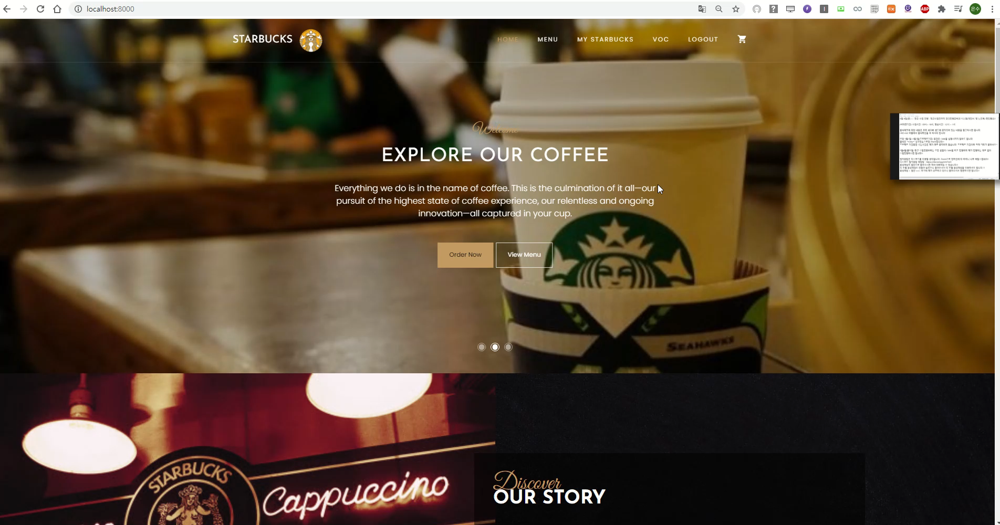 localhost:8000
ABP
은수
STARBUCKS
HOME
MENU
MY STARBUCKS
VOC
LOGOUT
Welcome
EXPLORE OUR COFFEE
Everything we do is in the name of coffee. This is the culmination of it all—our
pursuit of the highest state of coffee experience, our relentless and ongoing
innovation—all captured in your cup.
Order Now
View Menu
SEAHAWKS
STARBUCKS
Cappuccino
Discover
OUR STORY